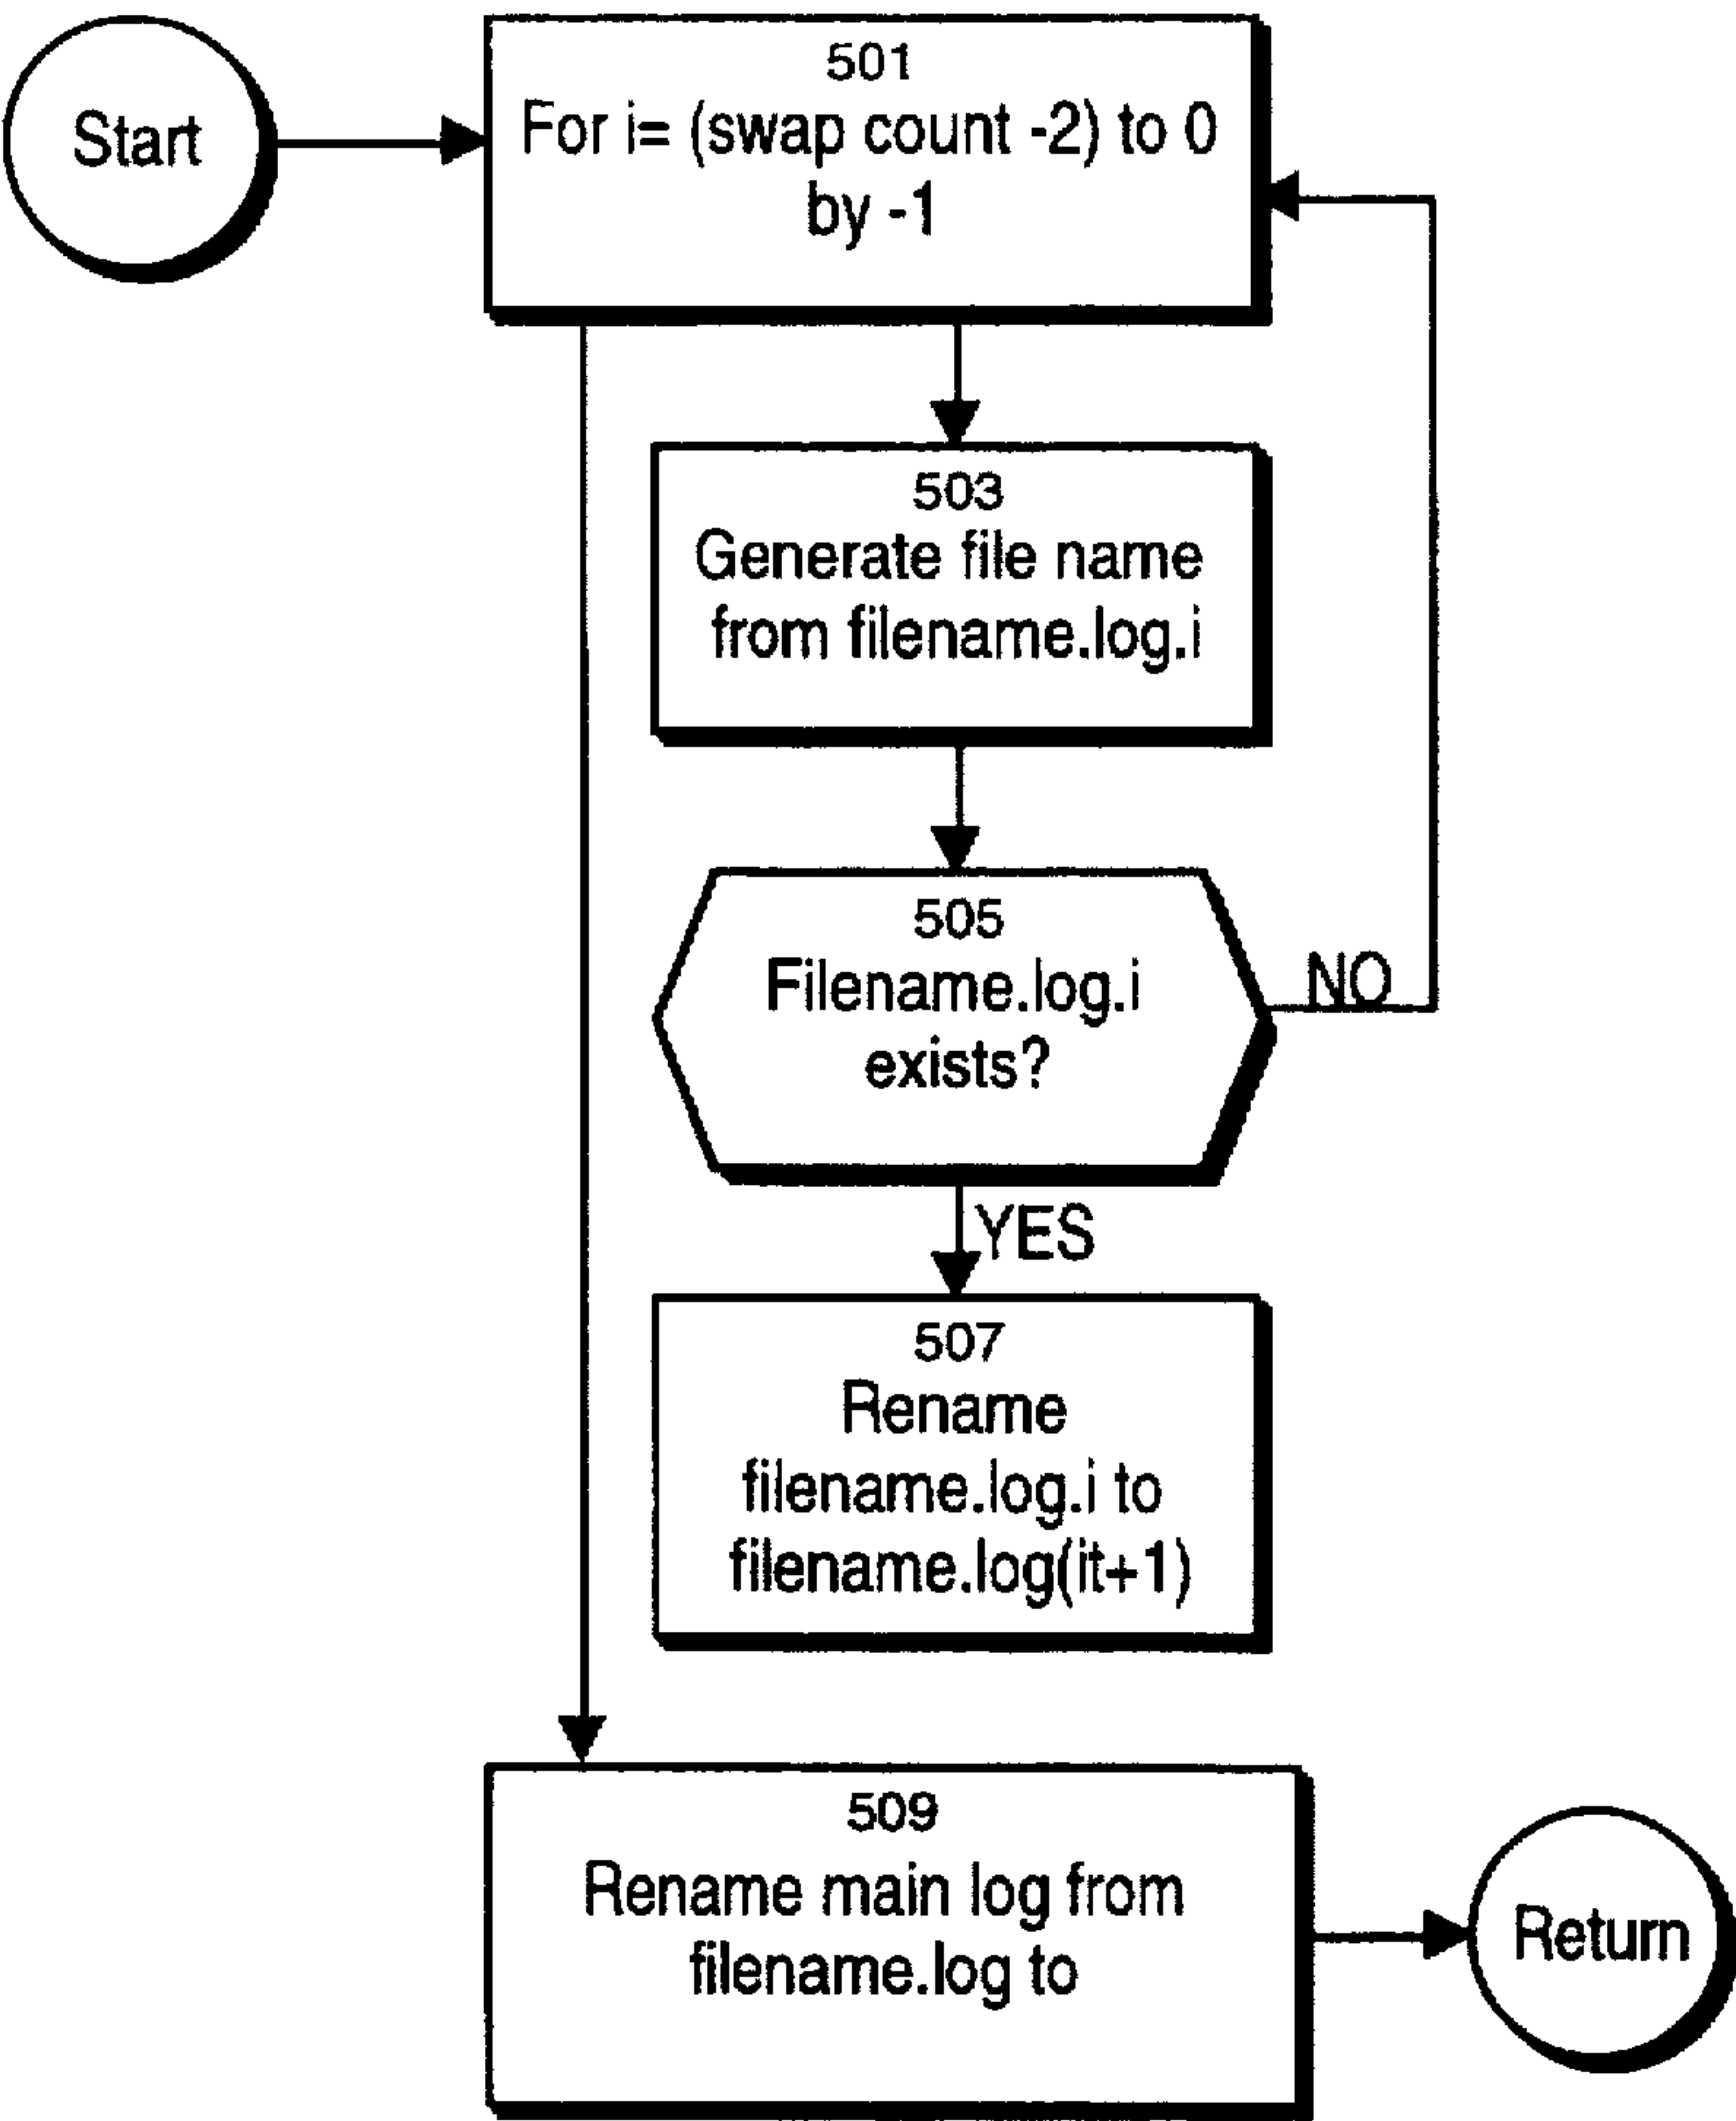 Start
501
For i= (swap count -2) to 0
by -1
503
Generate file name
from filename.log.i
505
Filename.log.i
exists?
NO
YES
507
Rename
filename.log.i to
filename.log(it+1)
509
Rename main log from
filename.log to
Return